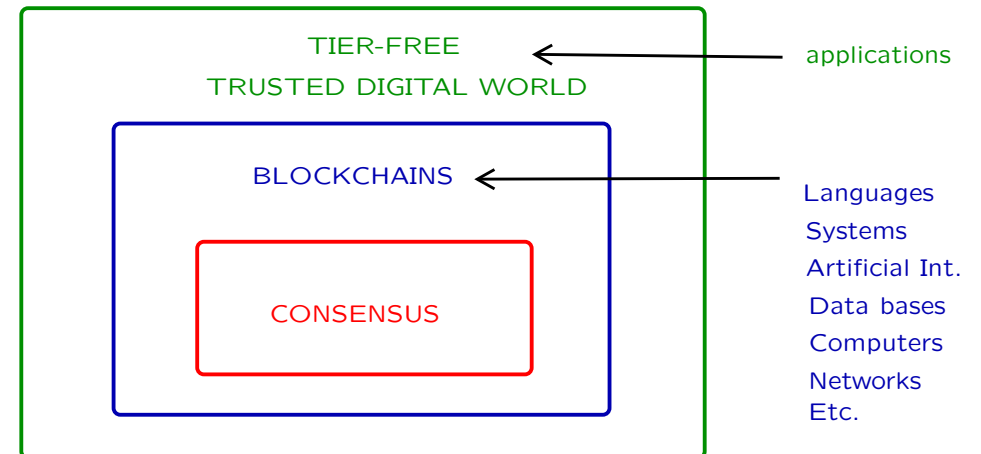 TIER-FREE
TRUSTED DIGITAL WORLD
applications
BLOCKCHAINS
Languages
Systems
Artificial Int.
Data bases
Computers
Networks
Etc.
CONSENSUS